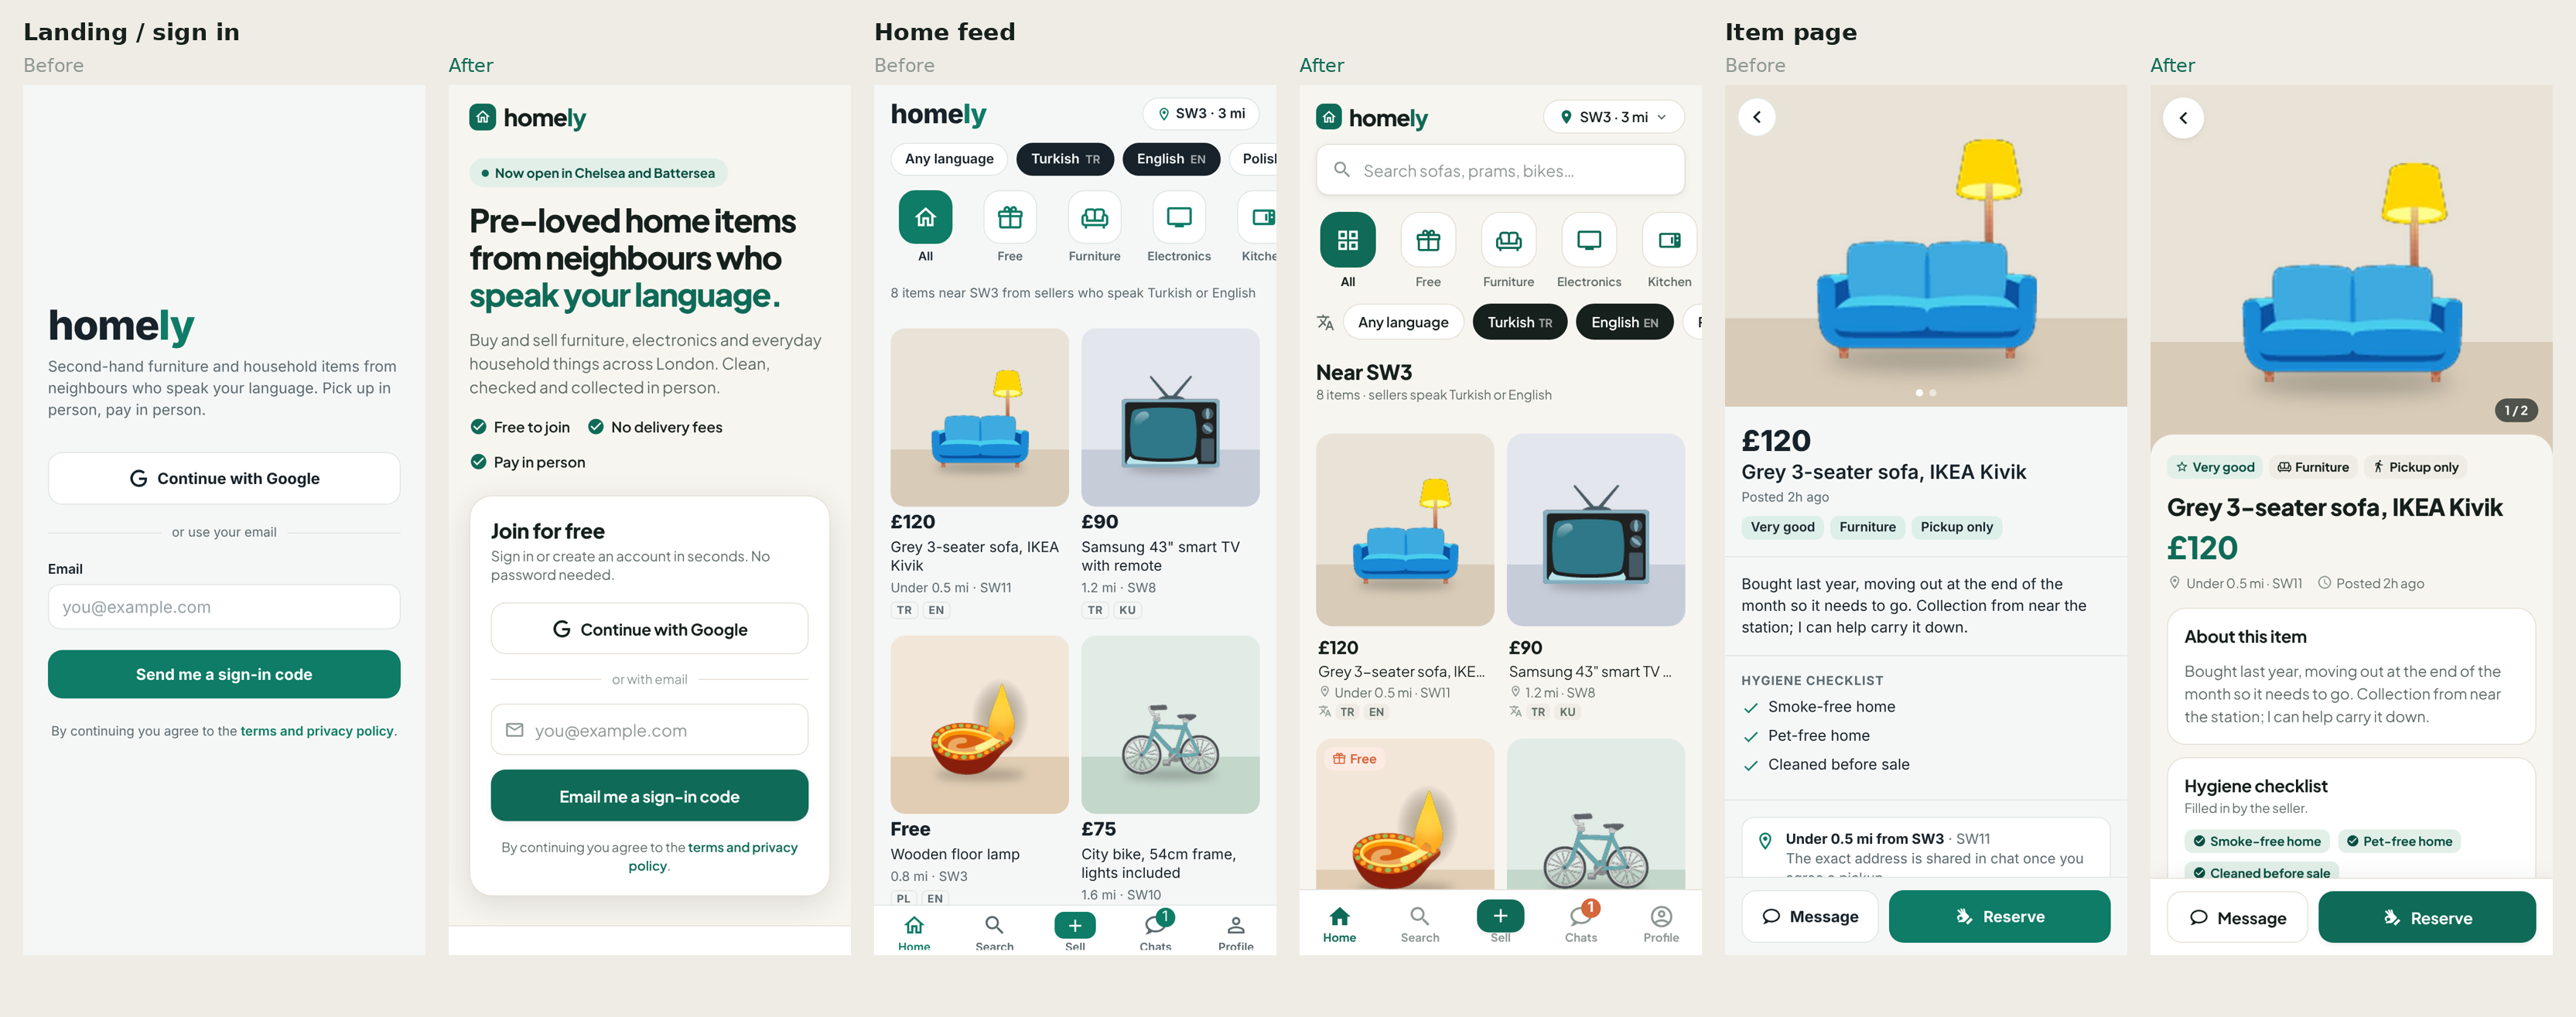 Landing / sign in
Before
homely
Second-hand furniture and household items from
neighbours who speak your language. Pick up in
person, pay in person.
Continue with Google
or use your email
Email
you@example.com
Send me a sign-in code
By continuing you agree to the terms and privacy policy.
After
homely
Now open in Chelsea and Battersea
Pre-loved home items
from neighbours who
speak your language.
Buy and sell furniture, electronics and everyday
household things across London. Clean,
checked and collected in person.
Free to join
No delivery fees
Pay in person
Join for free
Sign in or create an account in seconds. No
password needed.
Continue with Google
or with email
you@example.com
Email me a sign-in code
By continuing you agree to the terms and privacy
policy.
Home feed
Before
homely
SW3 · 3 mi
Any language
Turkish TR
English EN
Polish
All
Free
Furniture
Electronics
Kitche
8 items near SW3 from sellers who speak Turkish or English
£120
Grey 3-seater sofa, IKEA
Kivik
Under 0.5 mi · SW11
TR EN
£90
Samsung 43" smart TV
with remote
1.2 mi · SW8
TR KU
Free
Wooden floor lamp
0.8 mi · SW3
PL EN
£75
City bike, 54cm frame,
lights included
1.6 mi · SW10
Home
Search
Sell
1
Chats
Profile
After
homely
SW3 · 3 mi
Search sofas, prams, bikes...
All
Free
Furniture
Electronics
Kitchen
Any language
Turkish TR
English EN
Near SW3
8 items · sellers speak Turkish or English
£120
Grey 3-seater sofa, IKE...
Under 0.5 mi · SW11
TR EN
£90
Samsung 43" smart TV ...
1.2 mi · SW8
TR KU
Free
Home
Search
Sell
1
Chats
Profile
Item page
Before
£120
Grey 3-seater sofa, IKEA Kivik
Posted 2h ago
Very good
Furniture
Pickup only
Bought last year, moving out at the end of the
month so it needs to go. Collection from near the
station; I can help carry it down.
HYGIENE CHECKLIST
Smoke-free home
Pet-free home
Cleaned before sale
Under 0.5 mi from SW3 · SW11
The exact address is shared in chat once you
agree a pickup.
Message
Reserve
After
1 / 2
Very good
Furniture
Pickup only
Grey 3-seater sofa, IKEA Kivik
£120
Under 0.5 mi · SW11
Posted 2h ago
About this item
Bought last year, moving out at the end of the
month so it needs to go. Collection from near
the station; I can help carry it down.
Hygiene checklist
Filled in by the seller.
Smoke-free home
Pet-free home
Cleaned before sale
Message
Reserve